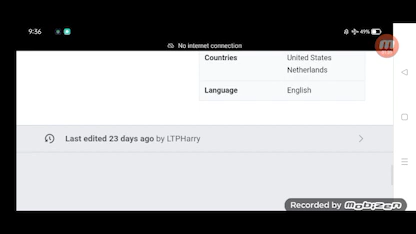 9:36
49%
No internet connection
Countries
United States
Netherlands
Language
English
Last edited 23 days ago by LTPHarry
Recorded by MOBIZEN